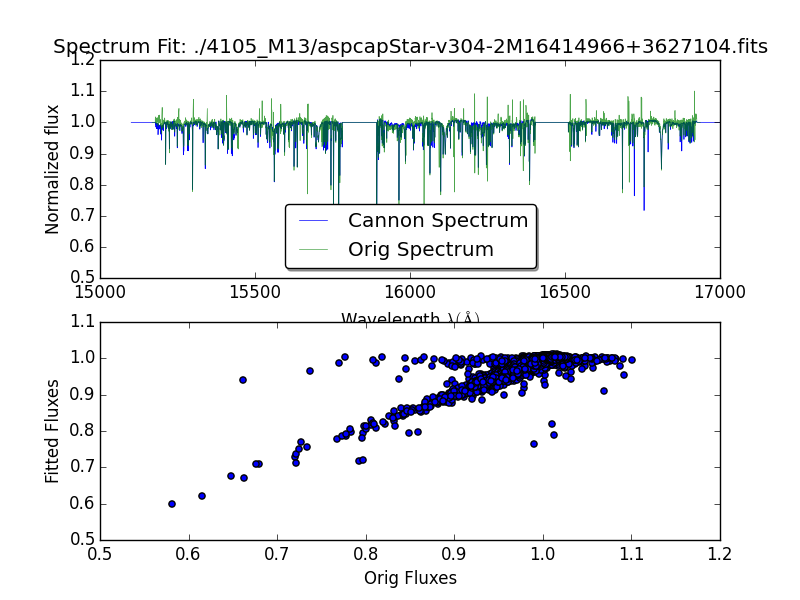 Spectrum Fit: ./4105_M13/aspcapStar-v304-2M16414966+3627104.fits
1.2
1.1
1.0
0.9
0.8
0.7
0.6
0.5
Normalized flux
Cannon Spectrum
Orig Spectrum
15000 15500 16000 16500 17000
Wavelength λ(Å)
1.1
1.0
0.9
0.8
0.7
0.6
0.5
Fitted Fluxes
0.5 0.6 0.7 0.8 0.9 1.0 1.1 1.2
Orig Fluxes